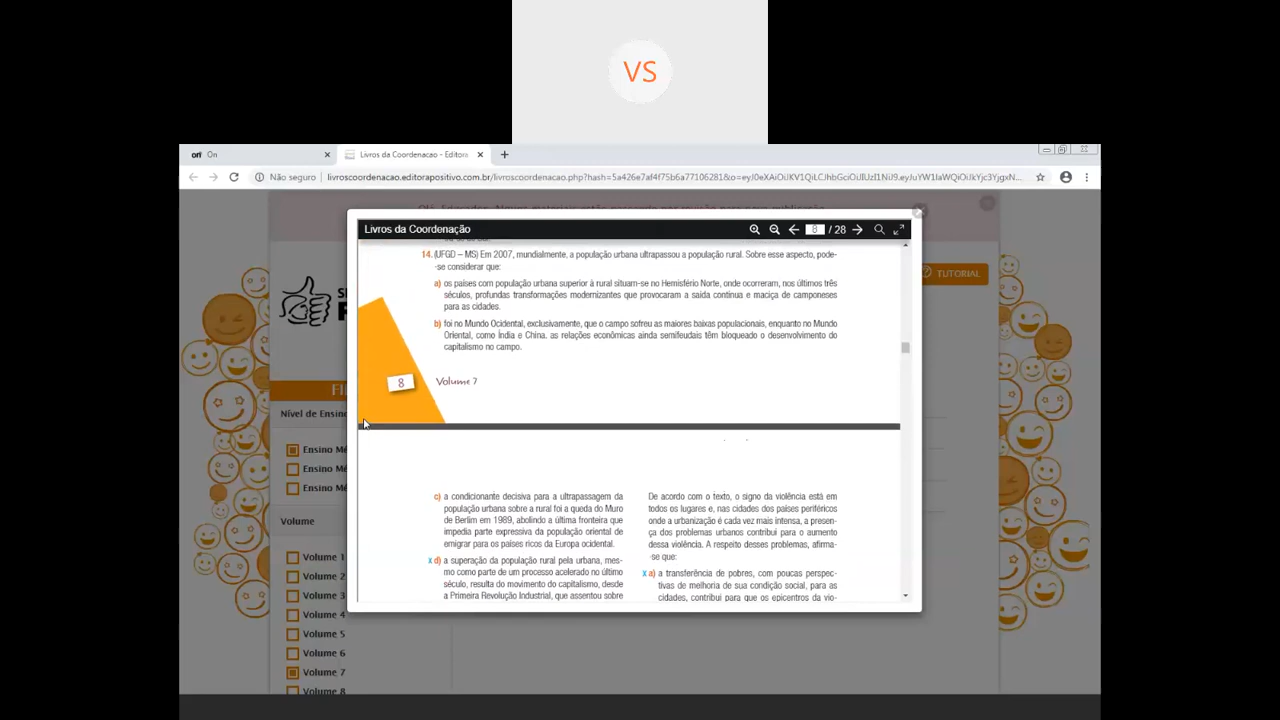 VS
on On
Livros da Coordenacao - Editora
Não seguro
livroscoordenacao.editorapositivo.com.br/livroscoordenacao.php?hash=5a426e7af4f75b6a77106281&o=eyJ0eXAiOiJKV1QiLCJhbGciOiJIUzI1NiJ9.eyJuYW1laWQiOiJkYjc3YjgxN...
Livros da Coordenação
8 / 28
14. (UFGD – MS) Em 2007, mundialmente, a população urbana ultrapassou a população rural. Sobre esse aspecto, pode-
-se considerar que:
a) os países com população urbana superior à rural situam-se no Hemisfério Norte, onde ocorreram, nos últimos três
séculos, profundas transformações modernizantes que provocaram a saída contínua e maciça de camponeses
para as cidades.
b) foi no Mundo Ocidental, exclusivamente, que o campo sofreu as maiores baixas populacionais, enquanto no Mundo
Oriental, como Índia e China. as relações econômicas ainda semifeudais têm bloqueado o desenvolvimento do
capitalismo no campo.
8 Volume 7
c) a condicionante decisiva para a ultrapassagem da
população urbana sobre a rural foi a queda do Muro
de Berlim em 1989, abolindo a última fronteira que
impedia parte expressiva da população oriental de
emigrar para os países ricos da Europa ocidental.
x d) a superação da população rural pela urbana, mes-
mo como parte de um processo acelerado no último
século, resulta do movimento do capitalismo, desde
a Primeira Revolução Industrial, que assentou sobre
De acordo com o texto, o signo da violência está em
todos os lugares e, nas cidades dos países periféricos
onde a urbanização é cada vez mais intensa, a presen-
ça dos problemas urbanos contribui para o aumento
dessa violência. A respeito desses problemas, afirma-
-se que:
x a) a transferência de pobres, com poucas perspec-
tivas de melhoria de sua condição social, para as
cidades, contribui para que os epicentros da vio-
TUTORIAL
FI
Nível de Ensino
Ensino Mé
Ensino Mé
Ensino Mé
Volume
Volume 1
Volume 2
Volume 3
Volume 4
Volume 5
Volume 6
Volume 7
Volume 8